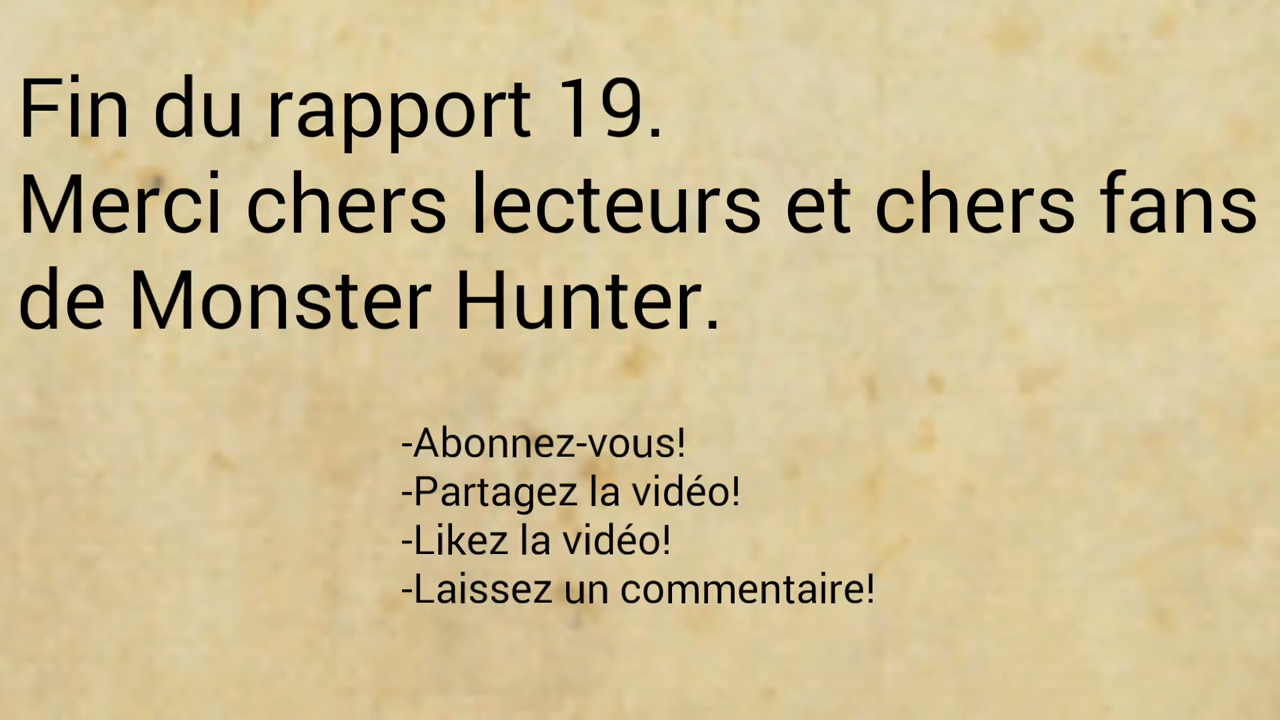 Fin du rapport 19.
Merci chers lecteurs et chers fans
de Monster Hunter.
-Abonnez-vous!
-Partagez la vidéo!
-Likez la vidéo!
-Laissez un commentaire!